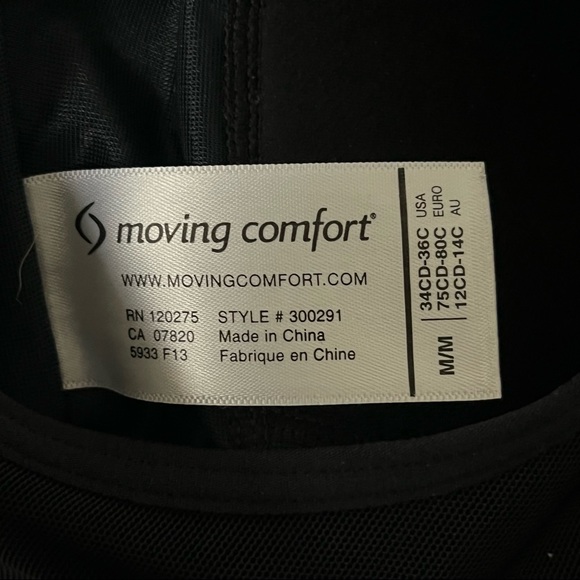 moving comfort®
WWW.MOVINGCOMFORT.COM
RN 120275 STYLE # 300291
CA 07820 Made in China
5933 F13 Fabrique en Chine
34CD-36C USA
75CD-80C EURO
12CD-14C AU
M/M